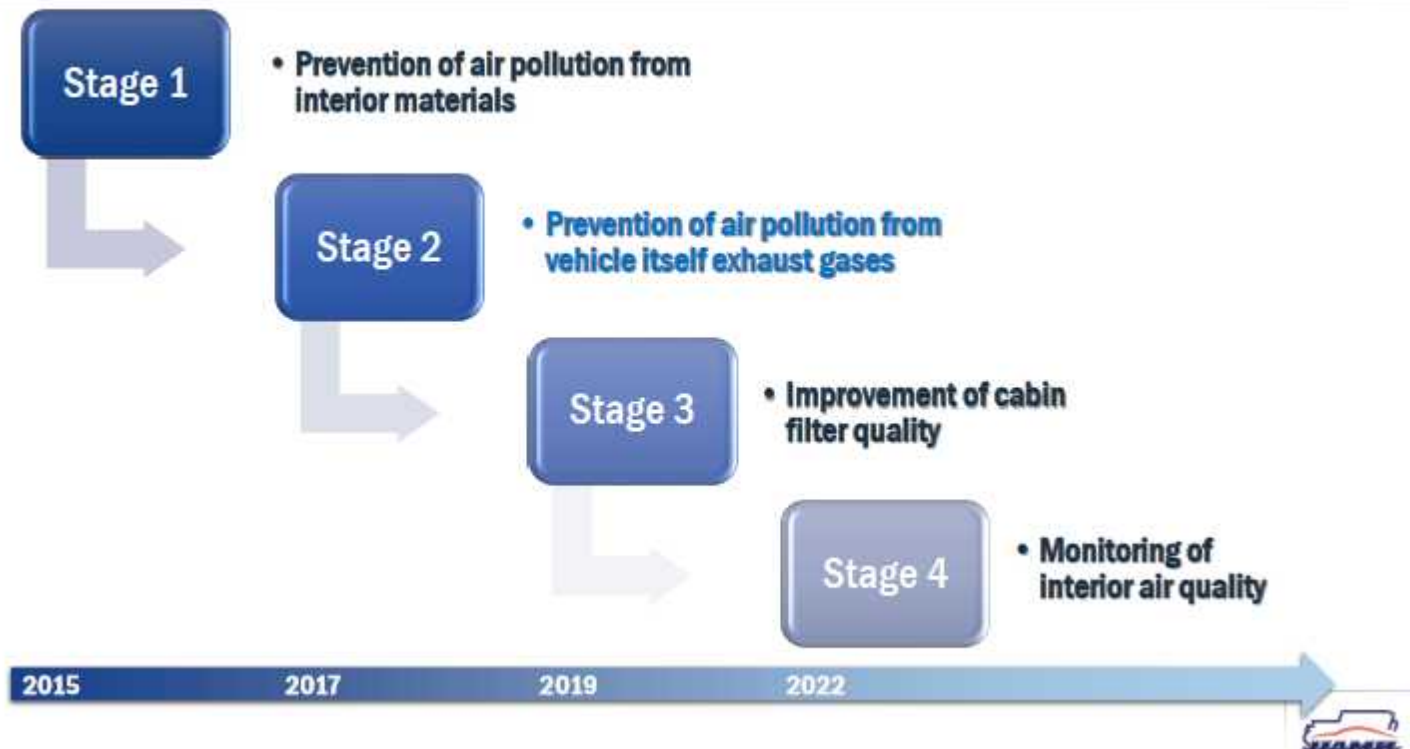 Stage 1
• Prevention of air pollution from
interior materials
Stage 2
• Prevention of air pollution from
vehicle itself exhaust gases
Stage 3
• Improvement of cabin
filter quality
Stage 4
• Monitoring of
interior air quality
2015 2017 2019 2022